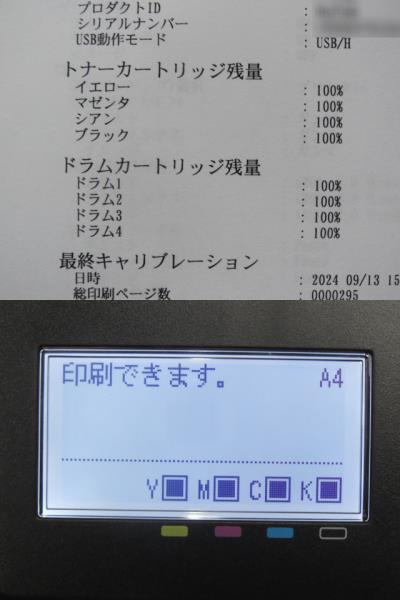 プロダクトID :
シリアルナンバー :
USB動作モード : USB/H
トナーカートリッジ残量
イエロー : 100%
マゼンタ : 100%
シアン : 100%
ブラック : 100%
ドラムカートリッジ残量
ドラム1 : 100%
ドラム2 : 100%
ドラム3 : 100%
ドラム4 : 100%
最終キャリブレーション
日時 : 2024 09/13 15
総印刷ページ数 : 0000295
印刷できます。 A4
Y M C K